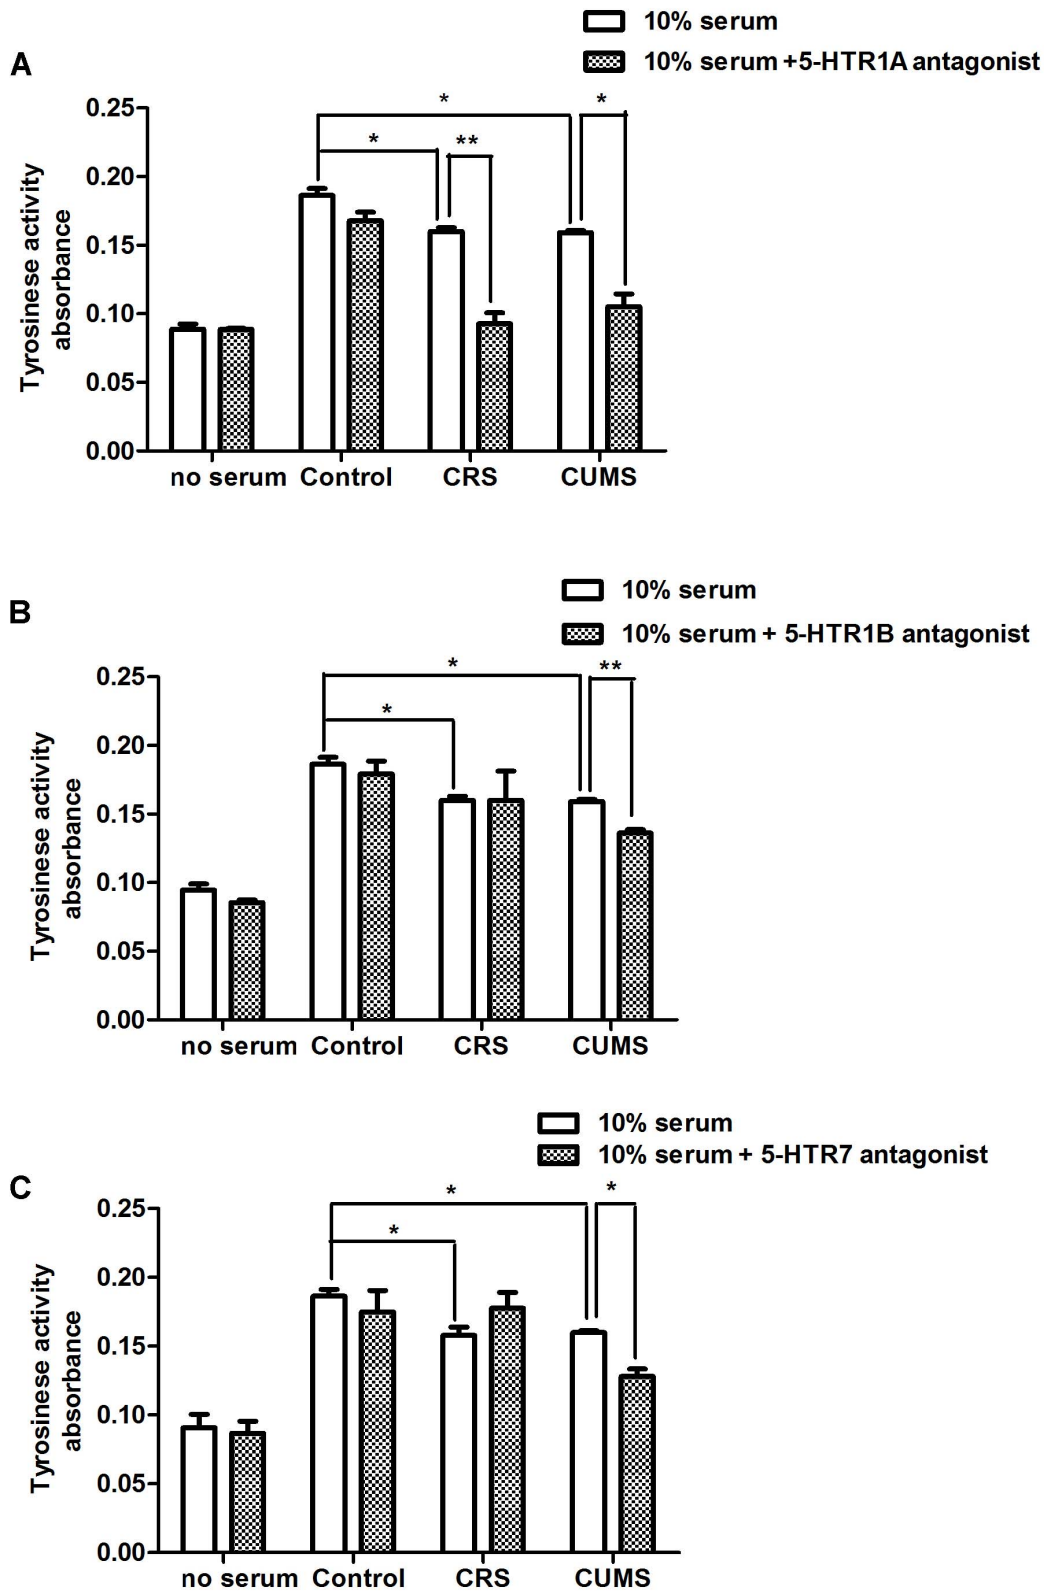 10% serum
A
10% serum +5-HTR1A antagonist
* *
* **
0.25
0.20
0.15
0.10
0.05
0.00
Tyrosinese activity
absorbance
no serum Control CRS CUMS
10% serum
B
10% serum + 5-HTR1B antagonist
* **
*
0.25
0.20
0.15
0.10
0.05
0.00
Tyrosinese activity
absorbance
no serum Control CRS CUMS
10% serum
10% serum + 5-HTR7 antagonist
C
* *
*
0.25
0.20
0.15
0.10
0.05
0.00
Tyrosinese activity
absorbance
no serum Control CRS CUMS